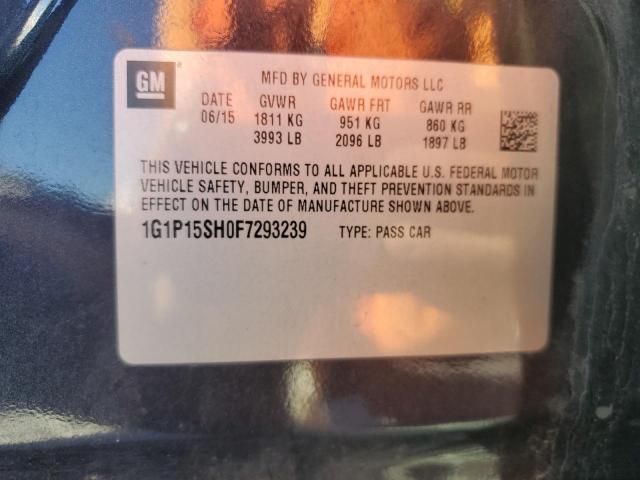 GM
MFD BY GENERAL MOTORS LLC
DATE GVWR GAWR FRT GAWR RR
06/15 1811 KG 951 KG 860 KG
3993 LB 2096 LB 1897 LB
THIS VEHICLE CONFORMS TO ALL APPLICABLE U.S. FEDERAL MOTOR
VEHICLE SAFETY, BUMPER, AND THEFT PREVENTION STANDARDS IN
EFFECT ON THE DATE OF MANUFACTURE SHOWN ABOVE.
1G1P15SH0F7293239 TYPE: PASS CAR